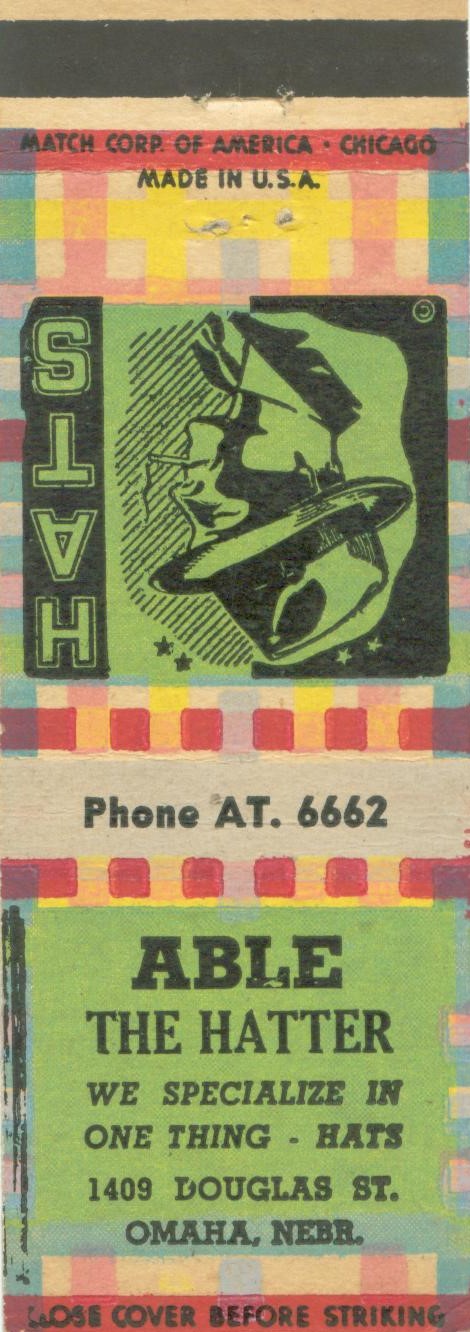 MATCH CORP. OF AMERICA · CHICAGO
MADE IN U.S.A.
©
HATS
Phone AT. 6662
ABLE
THE HATTER
WE SPECIALIZE IN
ONE THING - HATS
1409 DOUGLAS ST.
OMAHA, NEBR.
CLOSE COVER BEFORE STRIKING